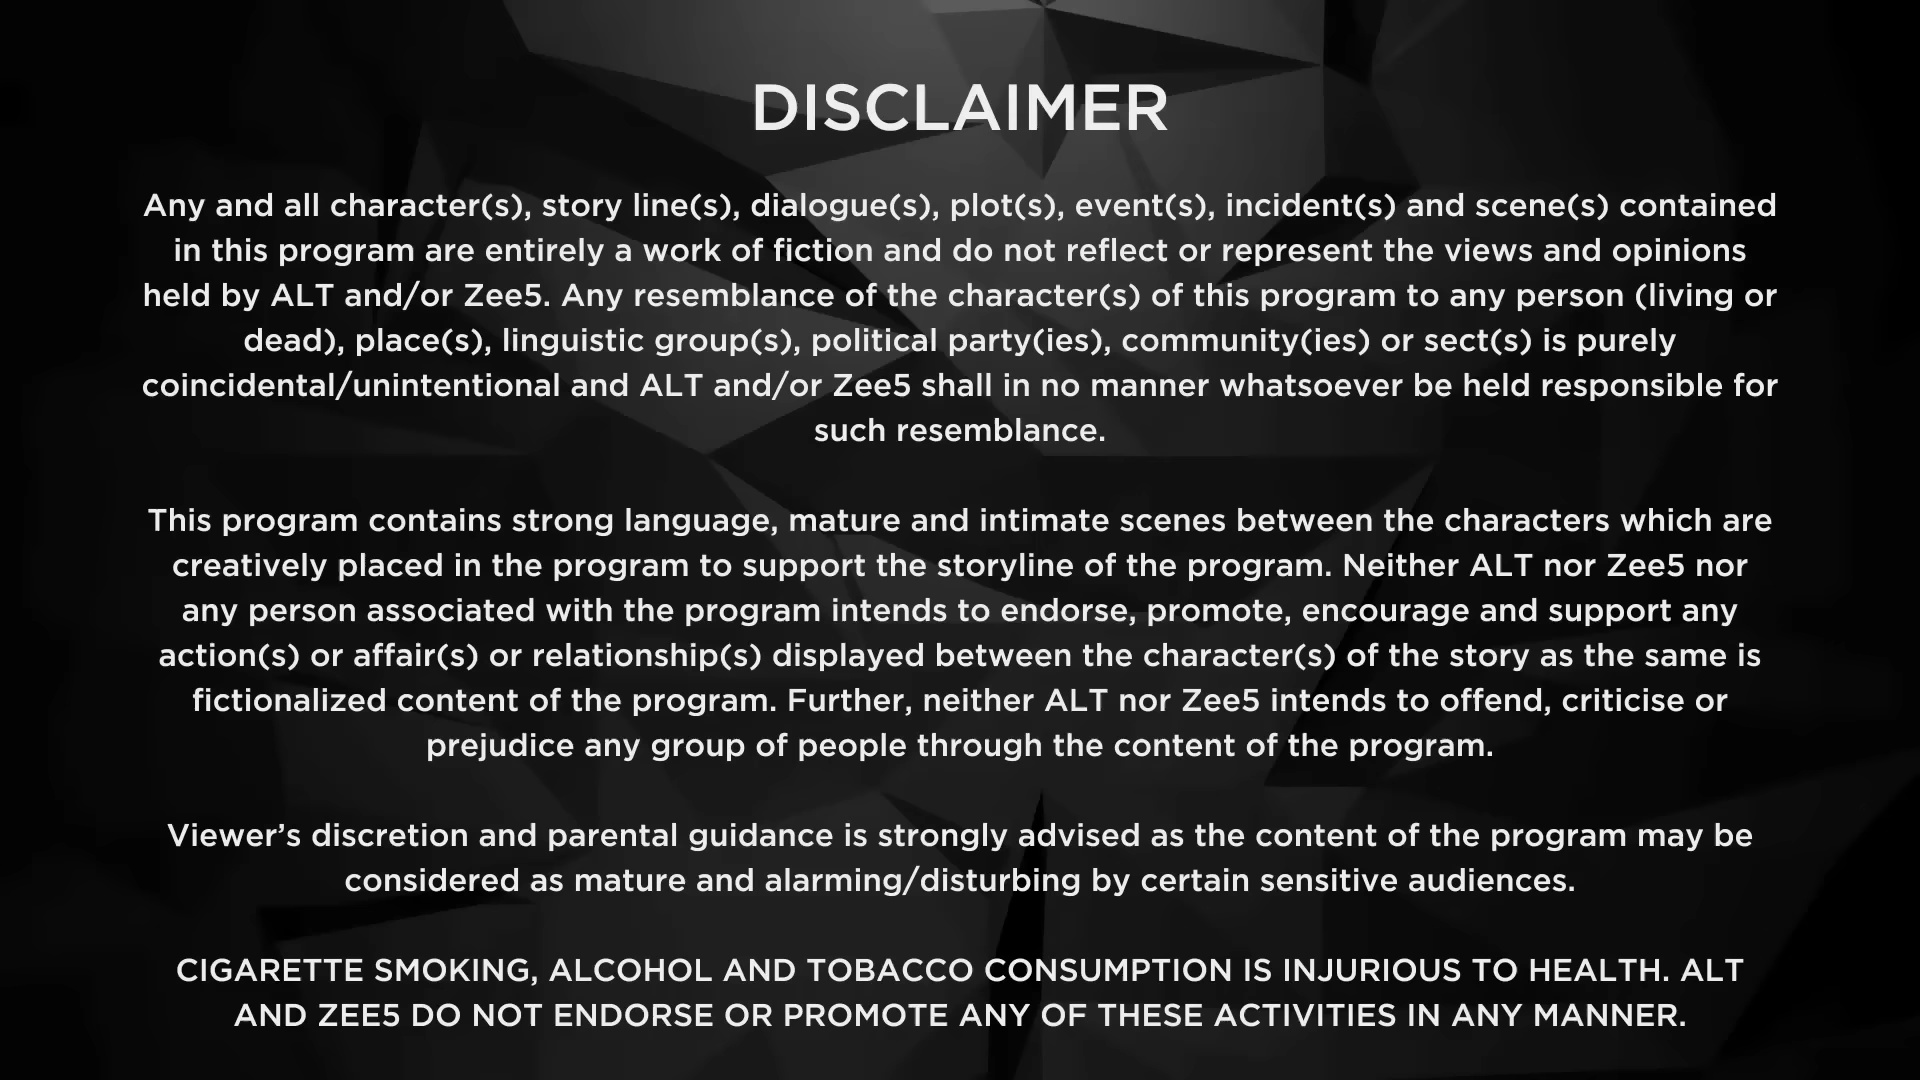 DISCLAIMER
Any and all character(s), story line(s), dialogue(s), plot(s), event(s), incident(s) and scene(s) contained
in this program are entirely a work of fiction and do not reflect or represent the views and opinions
held by ALT and/or Zee5. Any resemblance of the character(s) of this program to any person (living or
dead), place(s), linguistic group(s), political party(ies), community(ies) or sect(s) is purely
coincidental/unintentional and ALT and/or Zee5 shall in no manner whatsoever be held responsible for
such resemblance.
This program contains strong language, mature and intimate scenes between the characters which are
creatively placed in the program to support the storyline of the program. Neither ALT nor Zee5 nor
any person associated with the program intends to endorse, promote, encourage and support any
action(s) or affair(s) or relationship(s) displayed between the character(s) of the story as the same is
fictionalized content of the program. Further, neither ALT nor Zee5 intends to offend, criticise or
prejudice any group of people through the content of the program.
Viewer’s discretion and parental guidance is strongly advised as the content of the program may be
considered as mature and alarming/disturbing by certain sensitive audiences.
CIGARETTE SMOKING, ALCOHOL AND TOBACCO CONSUMPTION IS INJURIOUS TO HEALTH. ALT
AND ZEE5 DO NOT ENDORSE OR PROMOTE ANY OF THESE ACTIVITIES IN ANY MANNER.